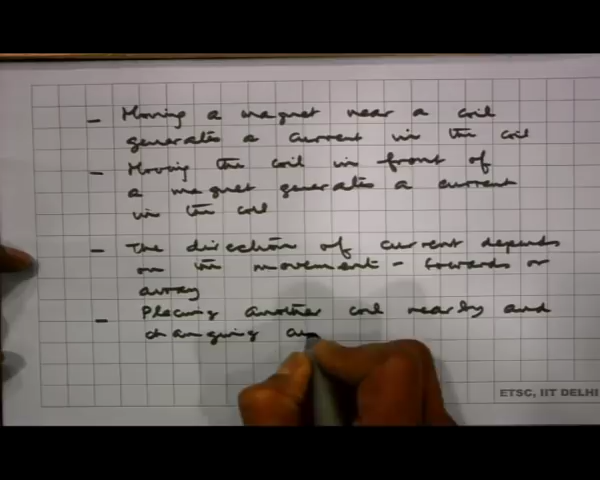 - Moving a magnet near a coil
generates a current in the coil
- Moving the coil in front of
a magnet generates a current
in the coil
- The direction of current depends
on the movement - towards or
away
- Placing another coil nearby and
changing
ETSC, IIT DELHI